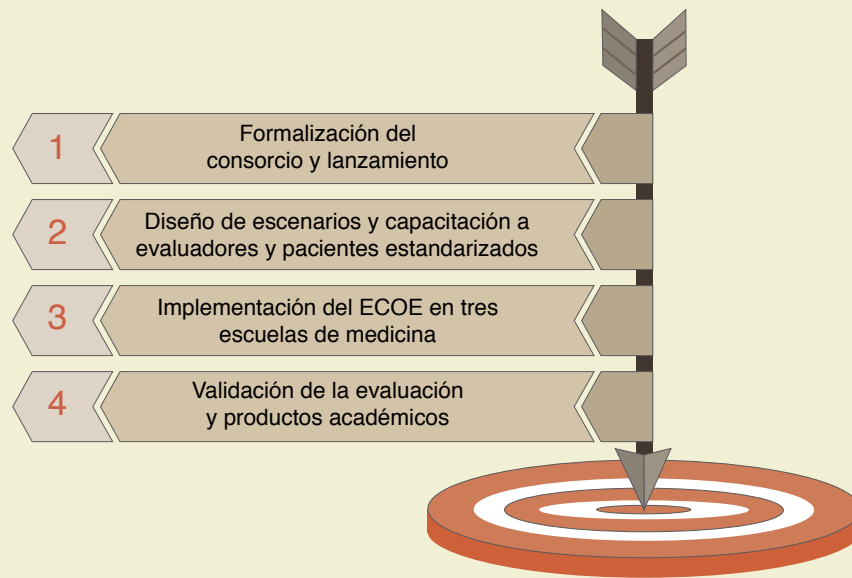 1
Formalización del
consorcio y lanzamiento
2
Diseño de escenarios y capacitación a
evaluadores y pacientes estandarizados
3
Implementación del ECOE en tres
escuelas de medicina
4
Validación de la evaluación
y productos académicos